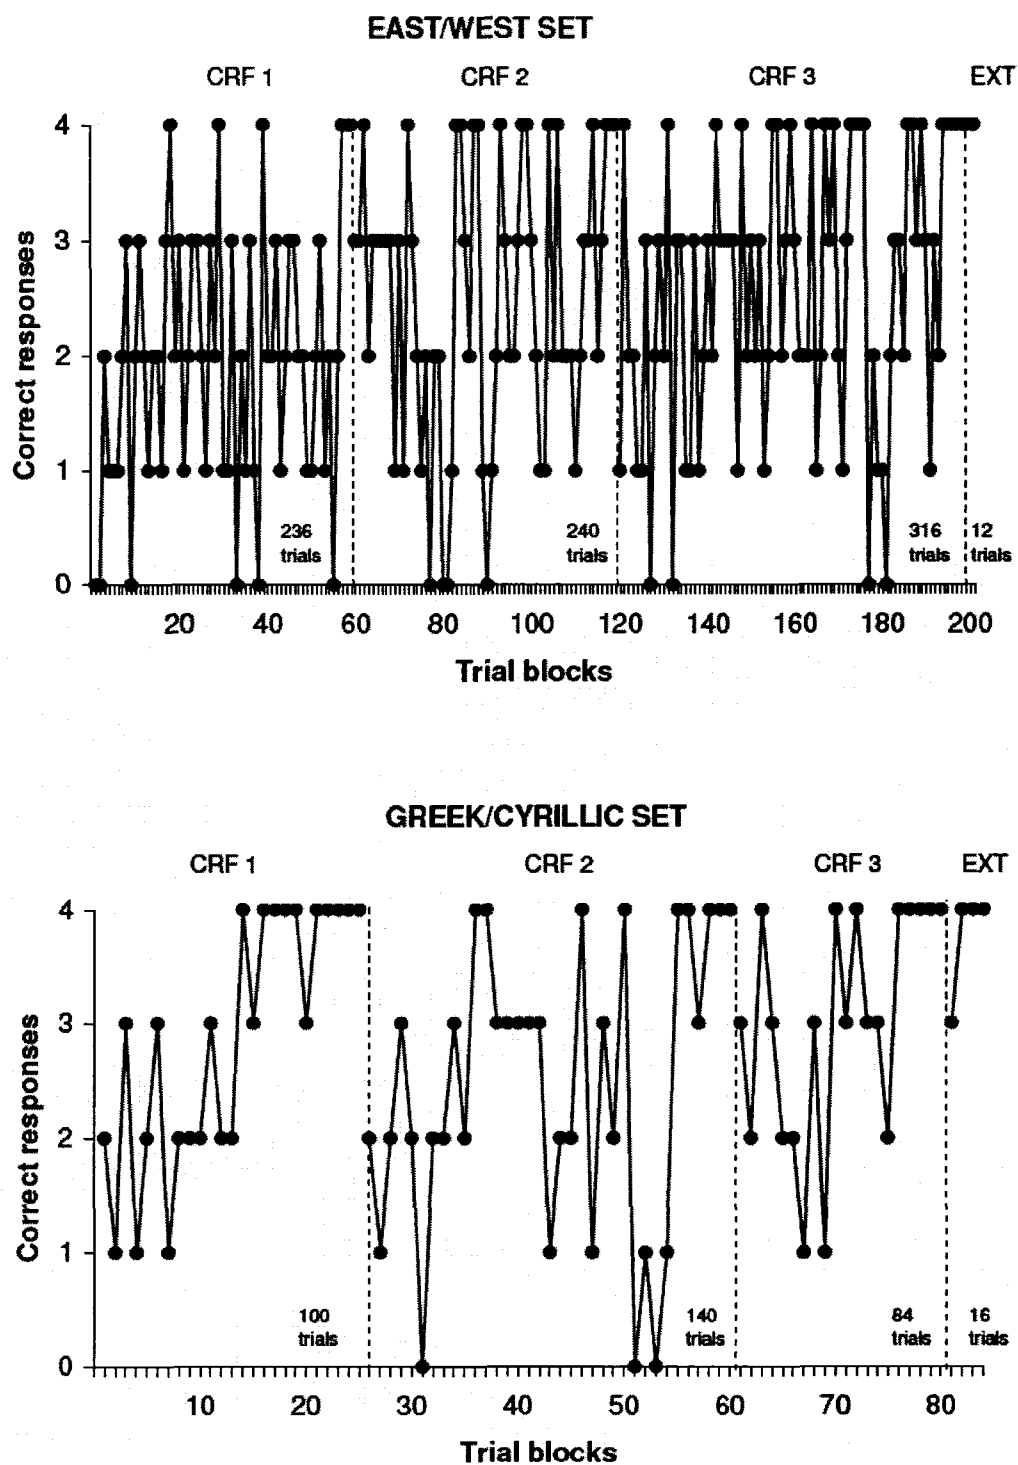 EAST/WEST SET
CRF 1 CRF 2 CRF 3 EXT
Correct responses
4
3
2
1
0
236 trials
240 trials
316 trials
12 trials
20 40 60 80 100 120 140 160 180 200
Trial blocks
GREEK/CYRILLIC SET
CRF 1 CRF 2 CRF 3 EXT
Correct responses
4
3
2
1
0
100 trials
140 trials
84 trials
16 trials
10 20 30 40 50 60 70 80
Trial blocks